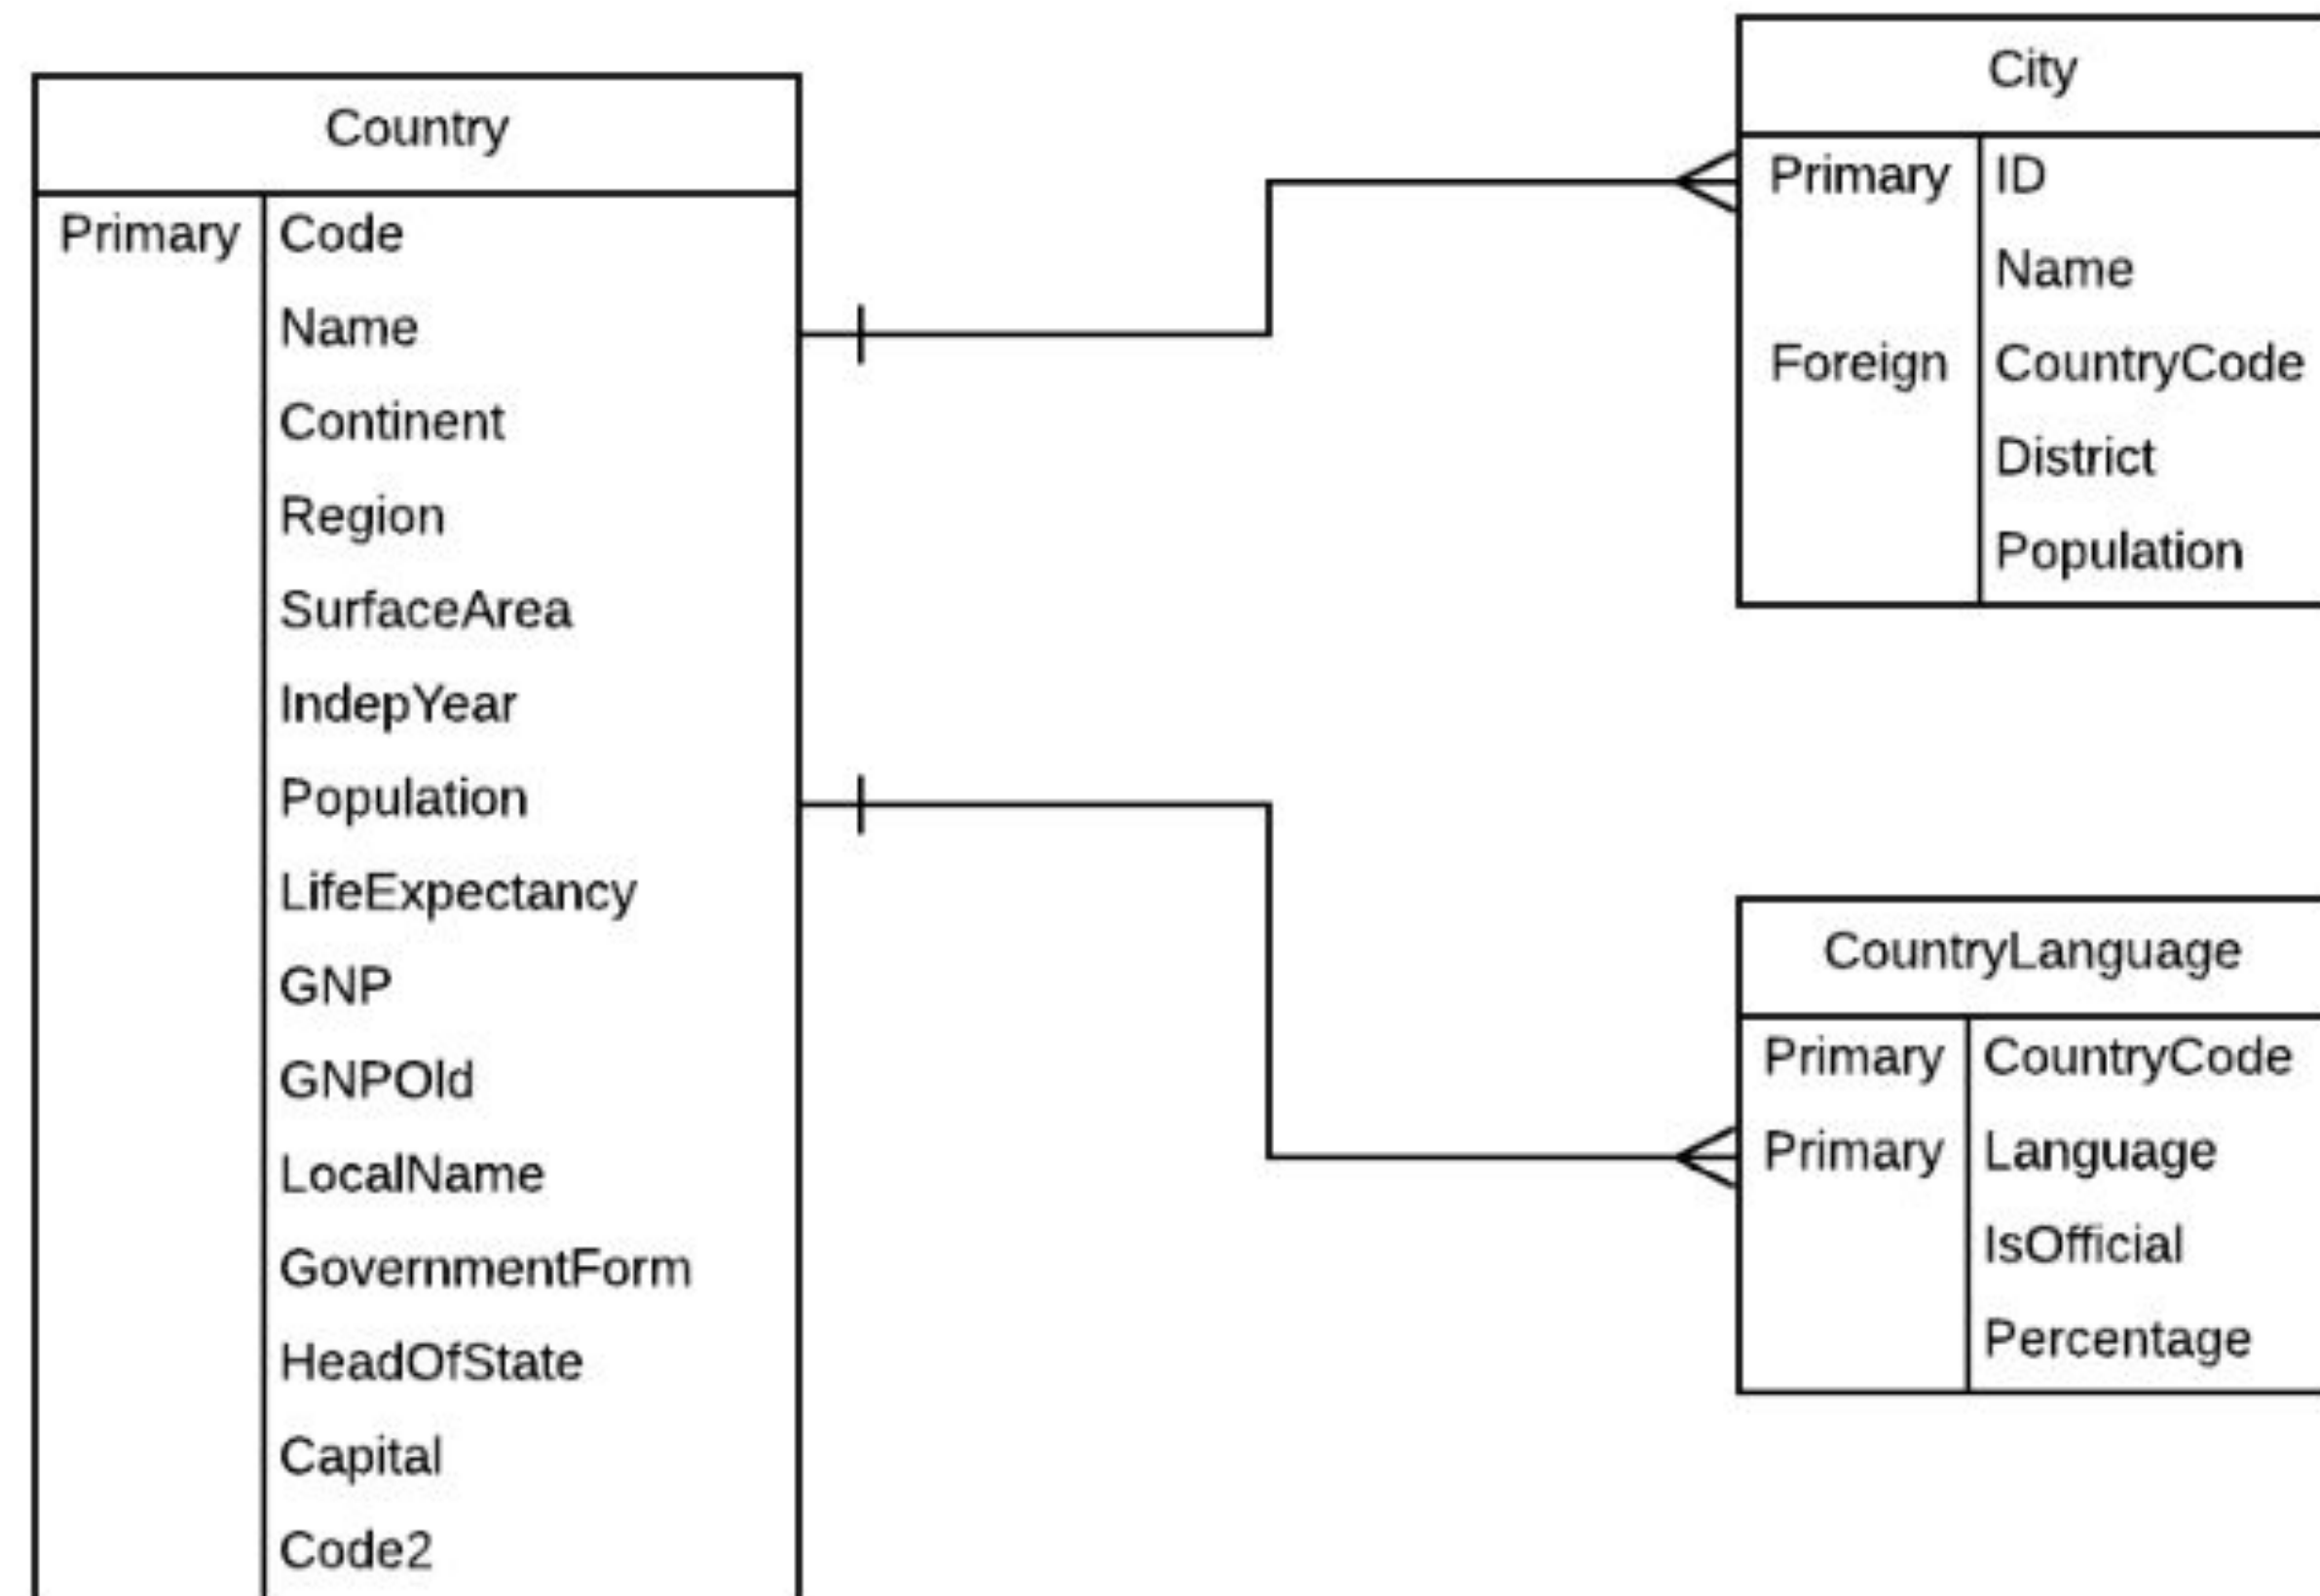 Country
Primary Code
Name
Continent
Region
SurfaceArea
IndepYear
Population
LifeExpectancy
GNP
GNPOld
LocalName
GovernmentForm
HeadOfState
Capital
Code2
City
Primary ID
Name
Foreign CountryCode
District
Population
CountryLanguage
Primary CountryCode
Primary Language
IsOfficial
Percentage